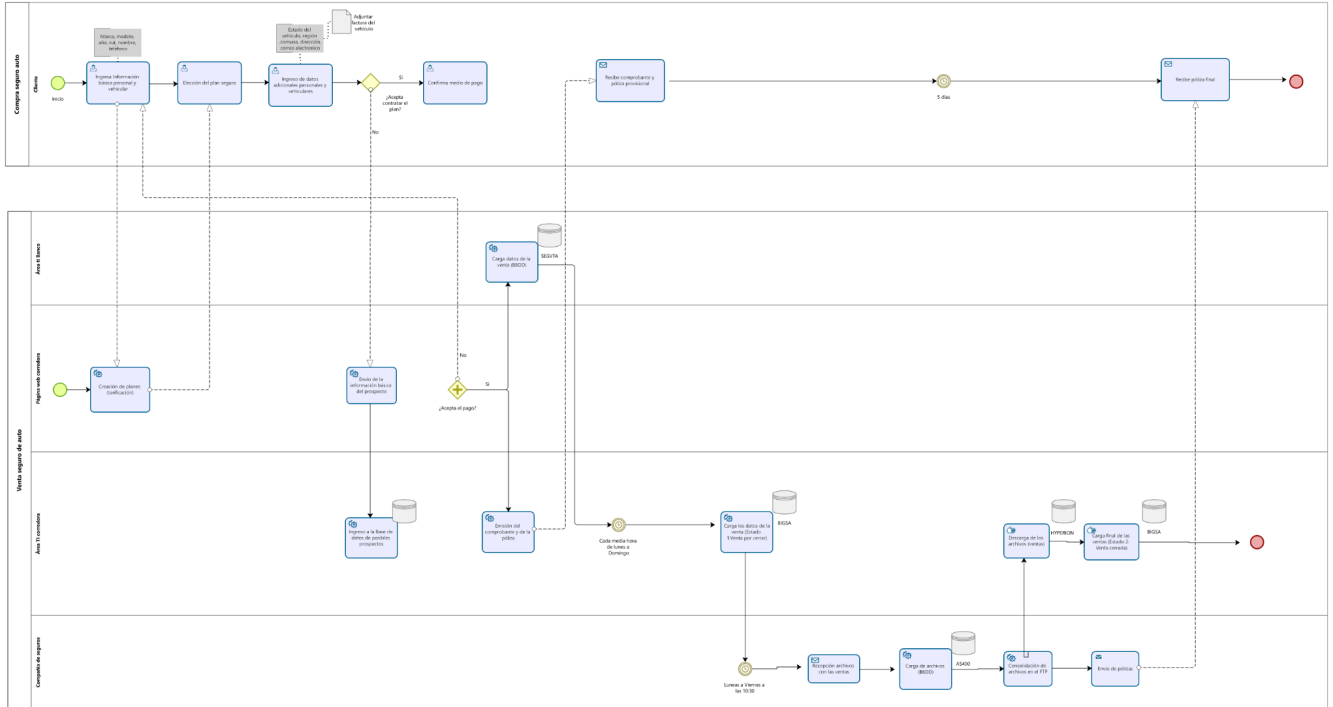 Compra seguro auto
Cliente
Inicio
Marca, modelo,
año, rut, nombre,
teléfono
Ingresa Información
básica personal y
vehicular
Elección del plan seguro
Estado del
vehículo, región
comuna, dirección,
correo electrónico
Adjuntar
factura del
vehículo
Ingreso de datos
adicionales personales y
vehiculares
Si
¿Acepta
contratar el
plan?
No
Confirma medio de pago
Recibe comprobante y
póliza provisional
5 días
Recibe póliza final
Venta seguro de auto
Área ti Banco
Carga datos de la
venta (BBDD)
SEGVTA
Página web corredora
Creación de planes
(tarificación)
Envío de la
información básica
del prospecto
No
Si
¿Acepta el pago?
Área TI corredora
Ingreso a la Base de
datos de posibles
prospectos
Emisión del
comprobante y de la
póliza
Cada media hora
de lunes a
Domingo
Carga los datos de la
venta (Estado
1:Venta por cerrar)
BIGSA
Descarga de los
archivos (ventas)
HYPERION
Carga final de las
ventas (Estado 2:
Venta cerrada)
BIGSA
Compañía de seguros
Luneas a Viernes a
las 10:30
Recepción archivos
con las ventas
Carga de archivos
(BBDD)
AS400
Consolidación de
archivos en el FTP
Envío de pólizas